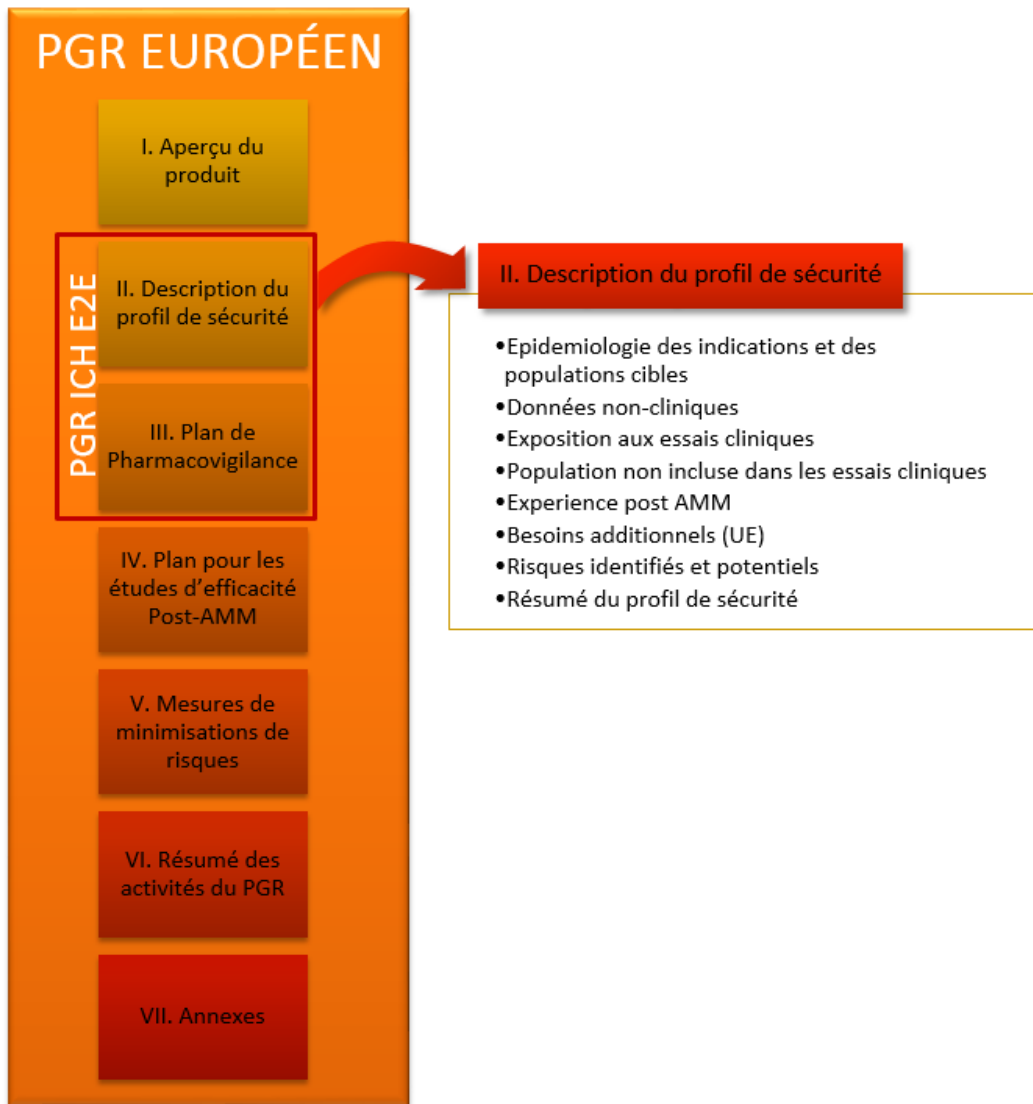 PGR EUROPÉEN
I. Aperçu du
produit
PGR ICH E2E
II. Description du
profil de sécurité
III. Plan de
Pharmacovigilance
IV. Plan pour les
études d’efficacité
Post-AMM
V. Mesures de
minimisations de
risques
VI. Résumé des
activités du PGR
VII. Annexes
II. Description du profil de sécurité
•Epidemiologie des indications et des
populations cibles
•Données non-cliniques
•Exposition aux essais cliniques
•Population non incluse dans les essais cliniques
•Experience post AMM
•Besoins additionnels (UE)
•Risques identifiés et potentiels
•Résumé du profil de sécurité